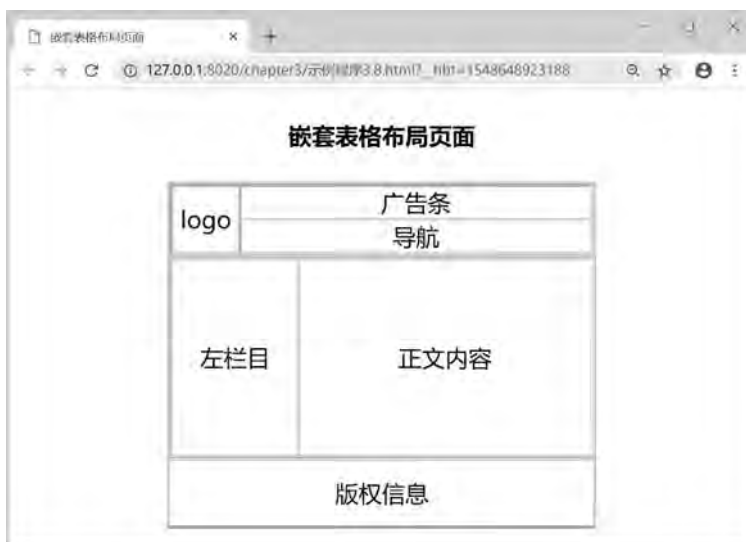 嵌套表格布局页面
127.0.0.1:8020/chapter3/示例程序3.8.html?__hbt=1548648923188
嵌套表格布局页面
logo
广告条
导航
左栏目
正文内容
版权信息